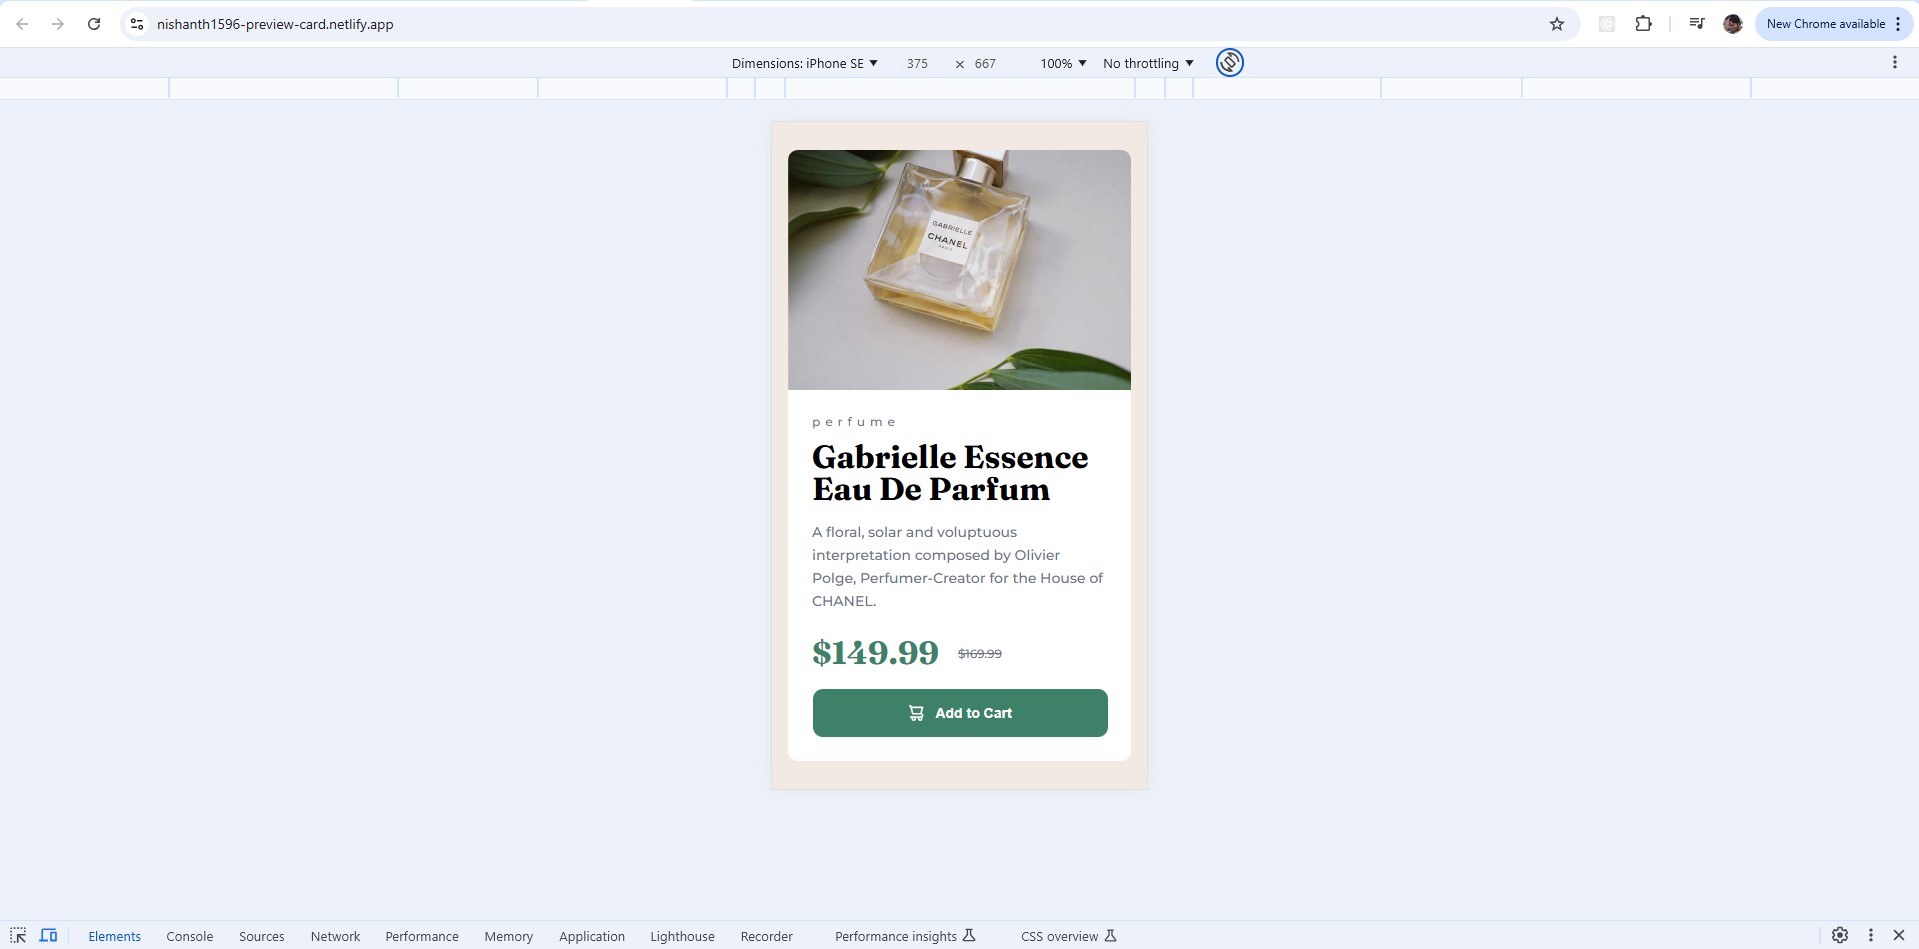 nishanth1596-preview-card.netlify.app
New Chrome available
Dimensions: iPhone SE 375 × 667 100% No throttling
GABRIELLE
CHANEL
PARIS
perfume
Gabrielle Essence
Eau De Parfum
A floral, solar and voluptuous
interpretation composed by Olivier
Polge, Perfumer-Creator for the House of
CHANEL.
$149.99 $169.99
Add to Cart
Elements Console Sources Network Performance Memory Application Lighthouse Recorder Performance insights CSS overview